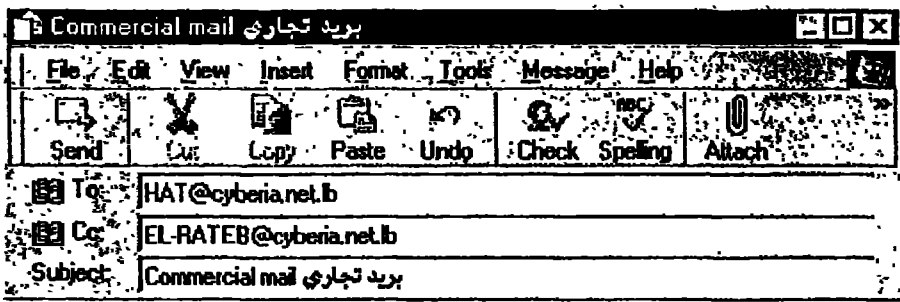 Commercial mail بريد تجاري
File Edit View Insert Format Tools Message Help
Send Cut Copy Paste Undo Check Spelling Attach
To: HAT@cyberia.net.lb
Cc: EL-RATEB@cyberia.net.lb
Subject: Commercial mail بريد تجاري